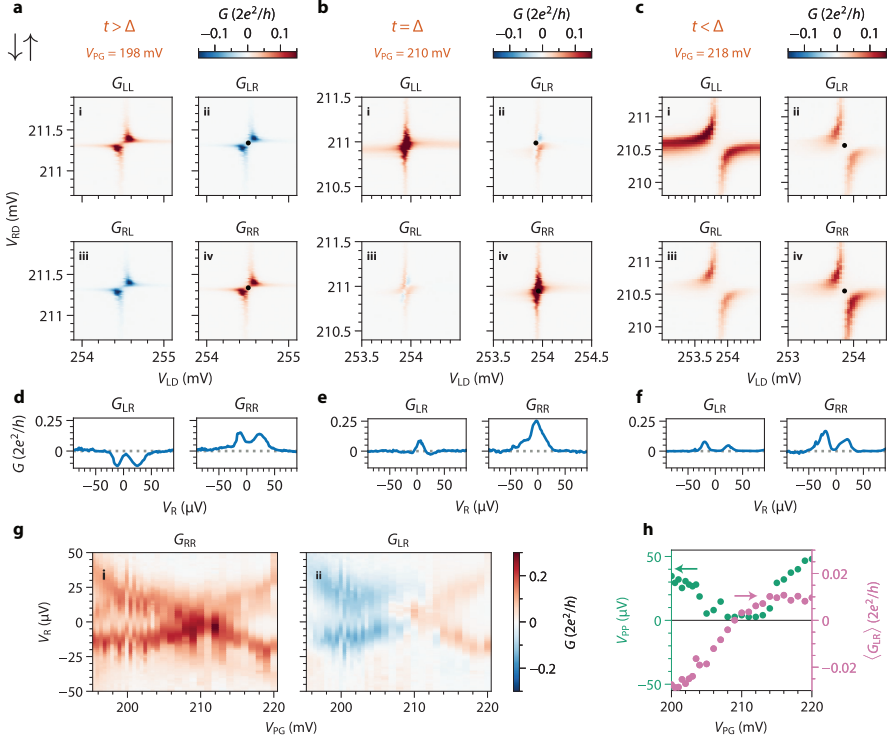 a
t > Δ
V_PG = 198 mV
G (2e²/h)
−0.1 0.1
b
t = Δ
V_PG = 210 mV
G (2e²/h)
−0.1 0.1
c
t < Δ
V_PG = 218 mV
G (2e²/h)
−0.1 0.1
↓↑
G_LL G_LR G_LL G_LR G_LL G_LR
i ii i ii i ii
211.5 211.5 211
211 211 210.5
210.5 210
V_RD (mV)
G_RL G_RR G_RL G_RR G_RL G_RR
iii iv iii iv iii iv
211.5 211.5 211
211 211 210.5
210.5 210
254 255 254 255 253.5 254 253.5 254 254.5 253.5 254 253 254
V_LD (mV) V_LD (mV) V_LD (mV)
d e f
G_LR G_RR G_LR G_RR G_LR G_RR
G (2e²/h)
0.25 0.25 0.25
0 0 0
−50 0 50 −50 0 50 −50 0 50 −50 0 50 −50 0 50 −50 0 50
V_R (μV) V_R (μV) V_R (μV)
g
G_RR G_LR
i ii
V_R (μV)
50
25
0
−25
−50
200 210 220 200 210 220
V_PG (mV)
0.2
0
−0.2
G (2e²/h)
h
V_PP (μV)
50
0
−50
← →
0.02
0
−0.02
⟨G_LR⟩ (2e²/h)
200 210 220
V_PG (mV)